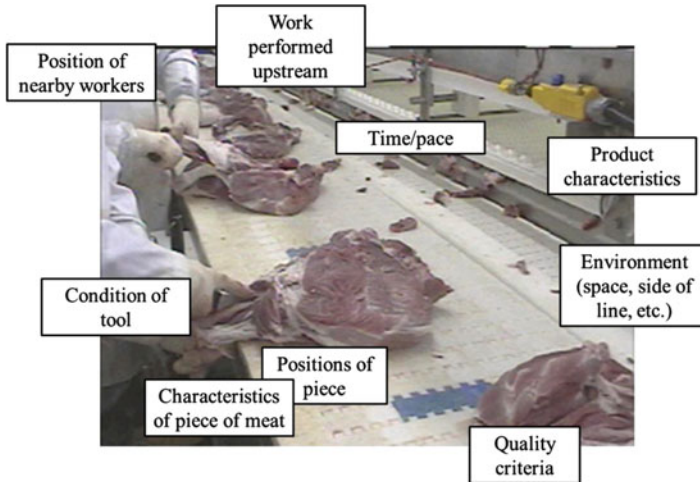 Work
performed
upstream
Position of
nearby workers
Time/pace
Product
characteristics
Environment
(space, side of
line, etc.)
Condition of
tool
Positions of
piece
Characteristics
of piece of meat
Quality
criteria